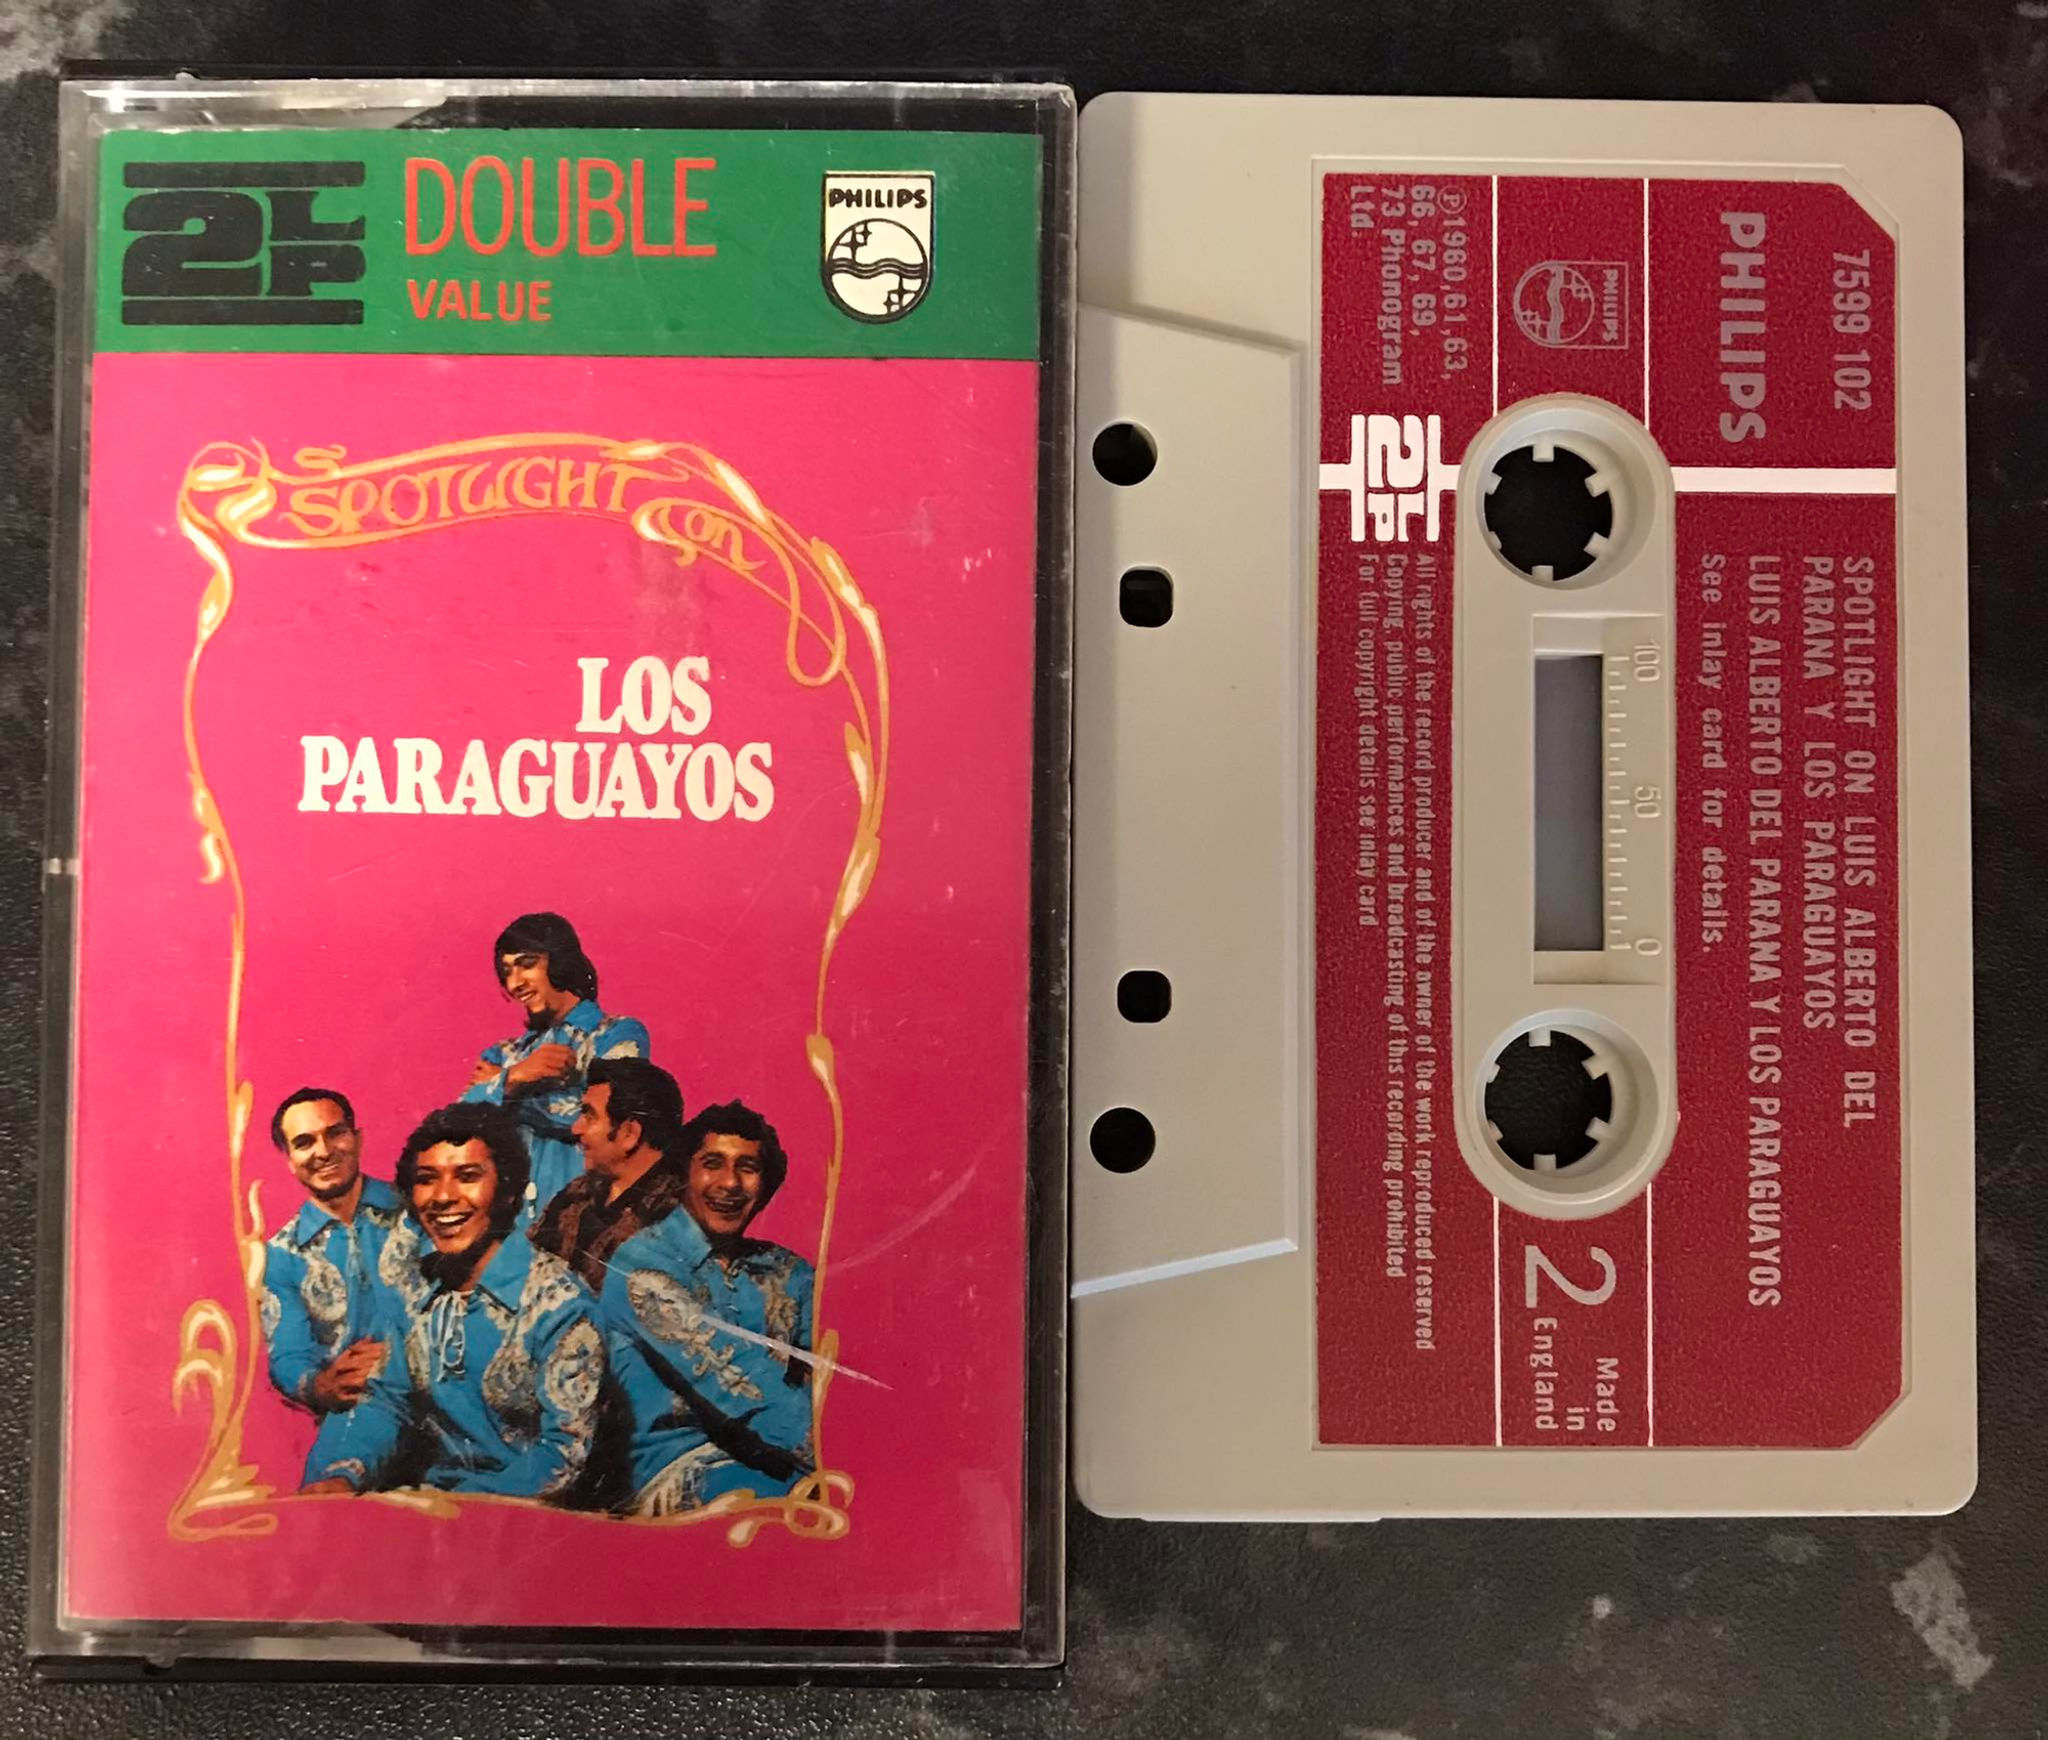 2LP
DOUBLE
VALUE
PHILIPS
SPOTLIGHT on
LOS
PARAGUAYOS
7599 102
PHILIPS
SPOTLIGHT ON LUIS ALBERTO DEL
PARANA Y LOS PARAGUAYOS
LUIS ALBERTO DEL PARANA Y LOS PARAGUAYOS
See inlay card for details.
PHILIPS
100 50 0
2
Made
in
England
Ⓟ1960,61,63,
66, 67, 69,
73 Phonogram
Ltd
2LP
All rights of the record producer and of the owner of the work reproduced reserved
Copying, public performances and broadcasting of this recording prohibited
For full copyright details see inlay card